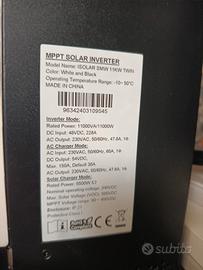 MPPT SOLAR INVERTER
Model Name: ISOLAR SMW 11KW TWIN
Color: White and Black
Operating Temperature Range: -10~ 50°C
MADE IN CHINA
96342403109545
Inverter Mode:
Rated Power: 11000VA/11000W
DC Input: 48VDC, 228A
AC Output: 230VAC, 50/60Hz, 47.8A, 1Φ
AC Charger Mode:
AC Input: 230VAC, 50/60Hz, 65A, 1Φ
DC Output: 54VDC,
Max. 150A, Default 30A
AC Output: 230VAC, 50/60Hz, 47.8A, 1Φ
Solar Charger Mode:
Rated Power: 5500W
Nominal operating voltage:
Max. Solar Voltage (VOC): 500VDC
subito